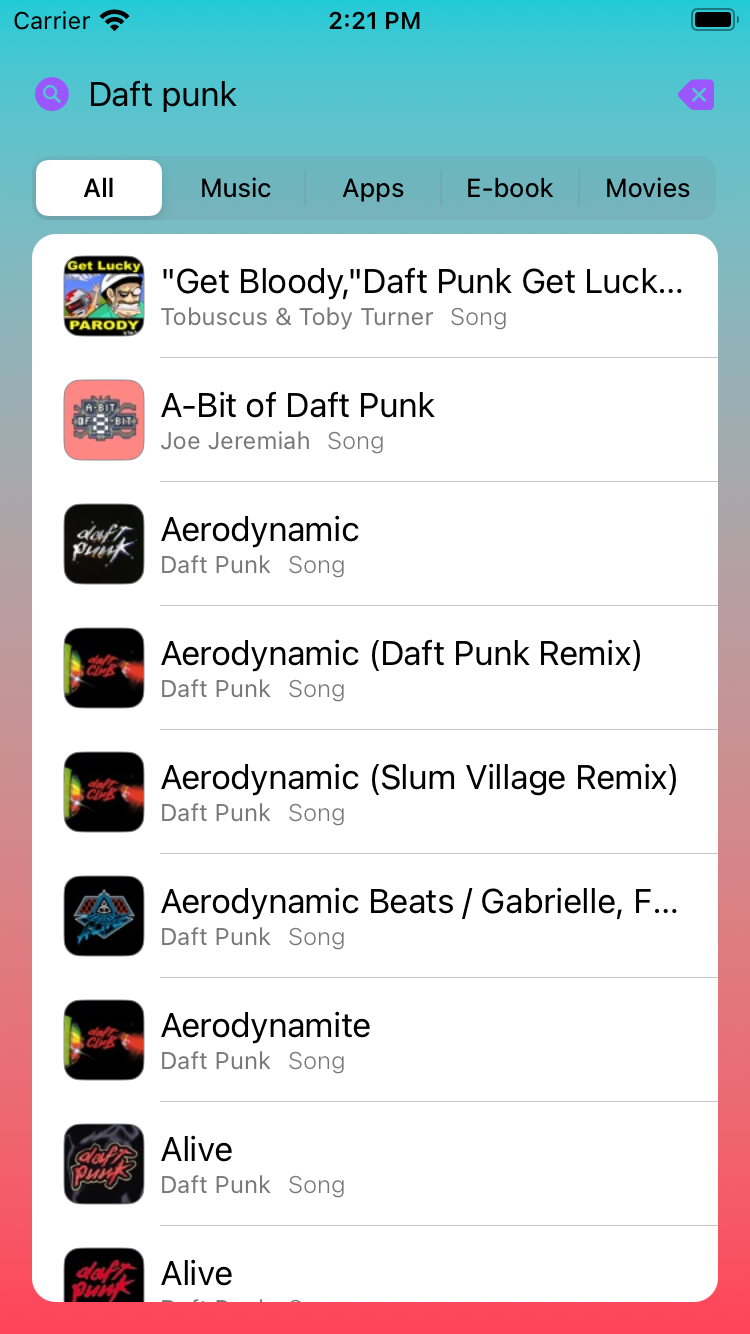 Carrier 2:21 PM
Daft punk
All Music Apps E-book Movies
Get Lucky
PARODY
"Get Bloody,"Daft Punk Get Luck...
Tobuscus & Toby Turner Song
A-BIT
OF A-BIT
A-Bit of Daft Punk
Joe Jeremiah Song
daft punk
Aerodynamic
Daft Punk Song
daft club
Aerodynamic (Daft Punk Remix)
Daft Punk Song
daft club
Aerodynamic (Slum Village Remix)
Daft Punk Song
Aerodynamic Beats / Gabrielle, F...
Daft Punk Song
daft club
Aerodynamite
Daft Punk Song
daft punk
Alive
Daft Punk Song
daft punk
Alive